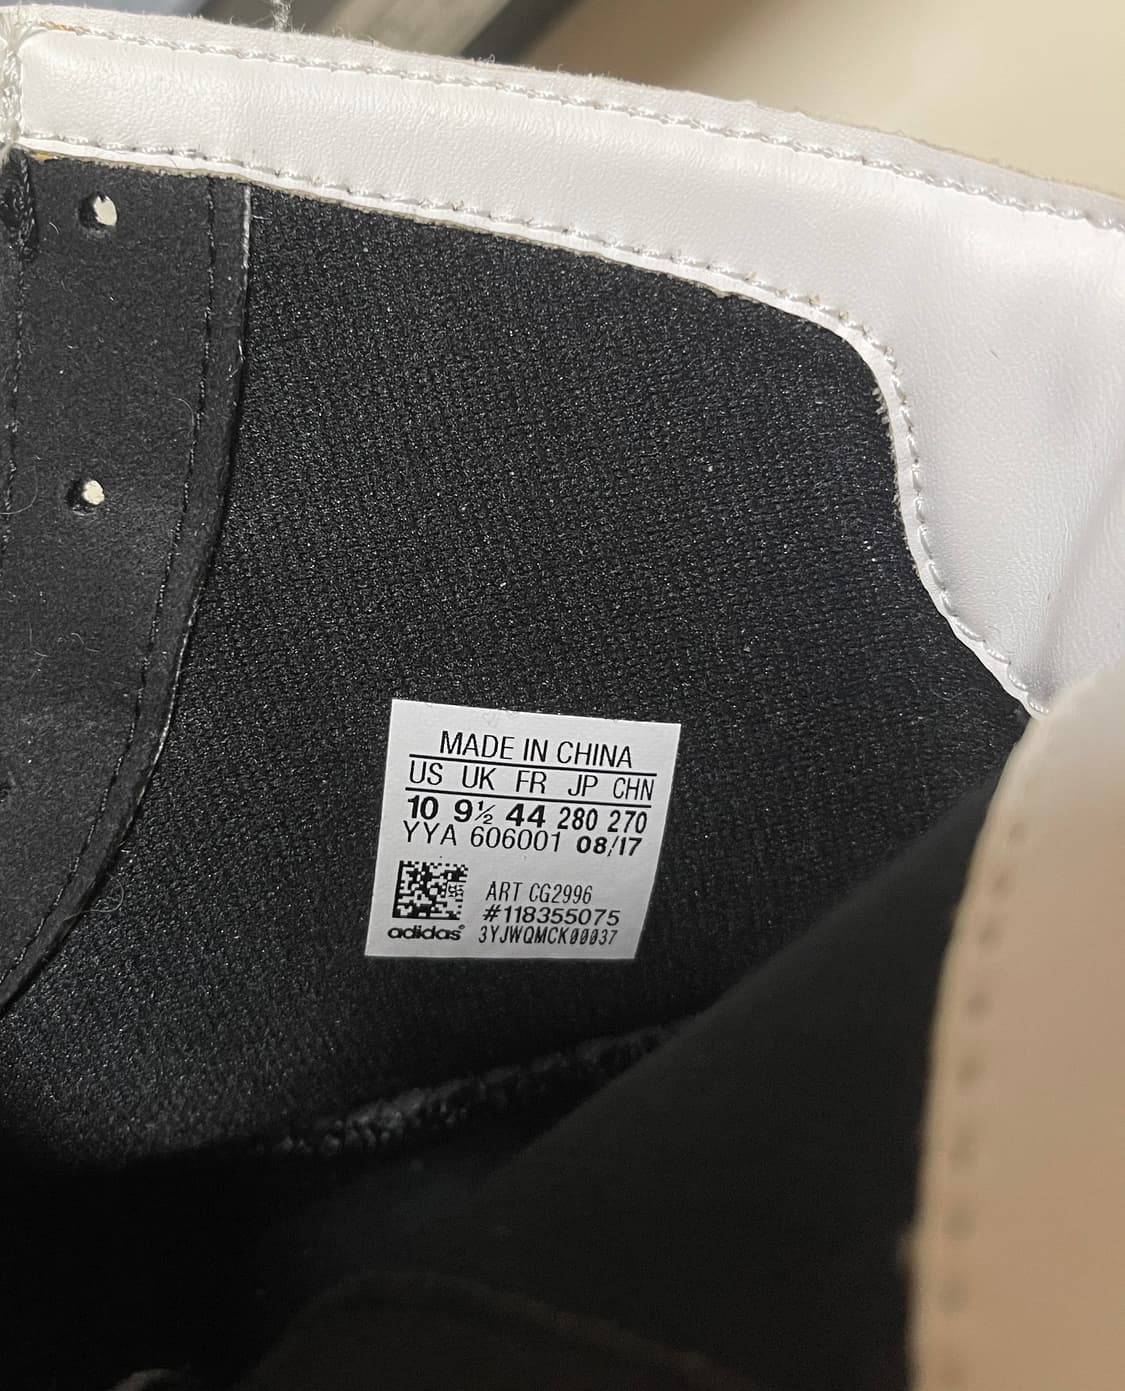 MADE IN CHINA
US UK FR JP CHN
10 9½ 44 280 270
YYA 606001 08/17
ART CG2996
#118355075
adidas® 3YJWQMCK00037